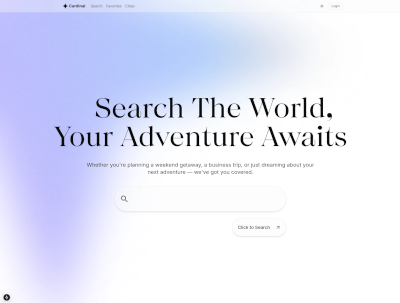 Cardinal Search Favorites Cities Login
Search The World,
Your Adventure Awaits
Whether you're planning a weekend getaway, a business trip, or just dreaming about your
next adventure — we've got you covered.
Click to Search